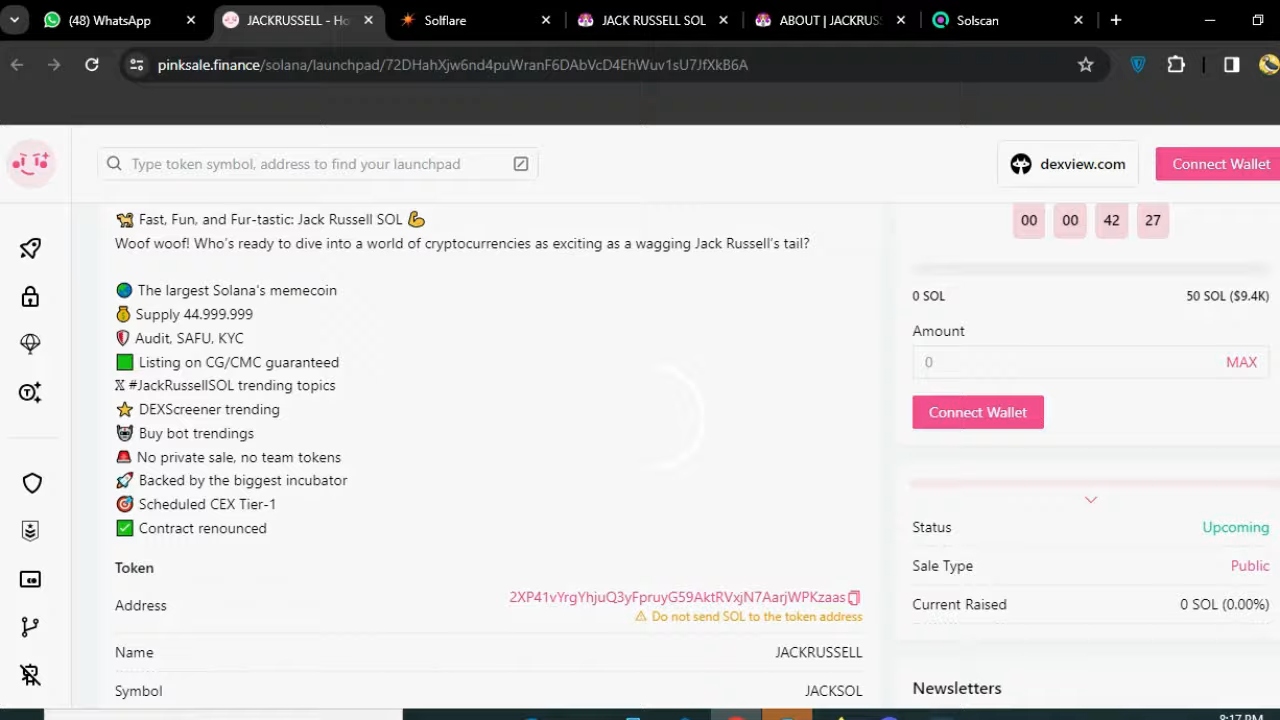 (48) WhatsApp
JACKRUSSELL - Ho
Solflare
JACK RUSSELL SOL
ABOUT | JACKRUSS
Solscan
pinksale.finance/solana/launchpad/72DHahXjw6nd4puWranF6DAbVcD4EhWuv1sU7JfXkB6A
Type token symbol, address to find your launchpad
dexview.com
Connect Wallet
Fast, Fun, and Fur-tastic: Jack Russell SOL
Woof woof! Who's ready to dive into a world of cryptocurrencies as exciting as a wagging Jack Russell's tail?
The largest Solana's memecoin
Supply 44.999.999
Audit, SAFU, KYC
Listing on CG/CMC guaranteed
𝕏 #JackRussellSOL trending topics
DEXScreener trending
Buy bot trendings
No private sale, no team tokens
Backed by the biggest incubator
Scheduled CEX Tier-1
Contract renounced
Token
Address
2XP41vYrgYhjuQ3yFpruyG59AktRVxjN7AarjWPKzaas
Do not send SOL to the token address
Name
JACKRUSSELL
Symbol
JACKSOL
00 00 42 27
0 SOL
50 SOL ($9.4K)
Amount
0
MAX
Connect Wallet
Status
Upcoming
Sale Type
Public
Current Raised
0 SOL (0.00%)
Newsletters
8:17 PM